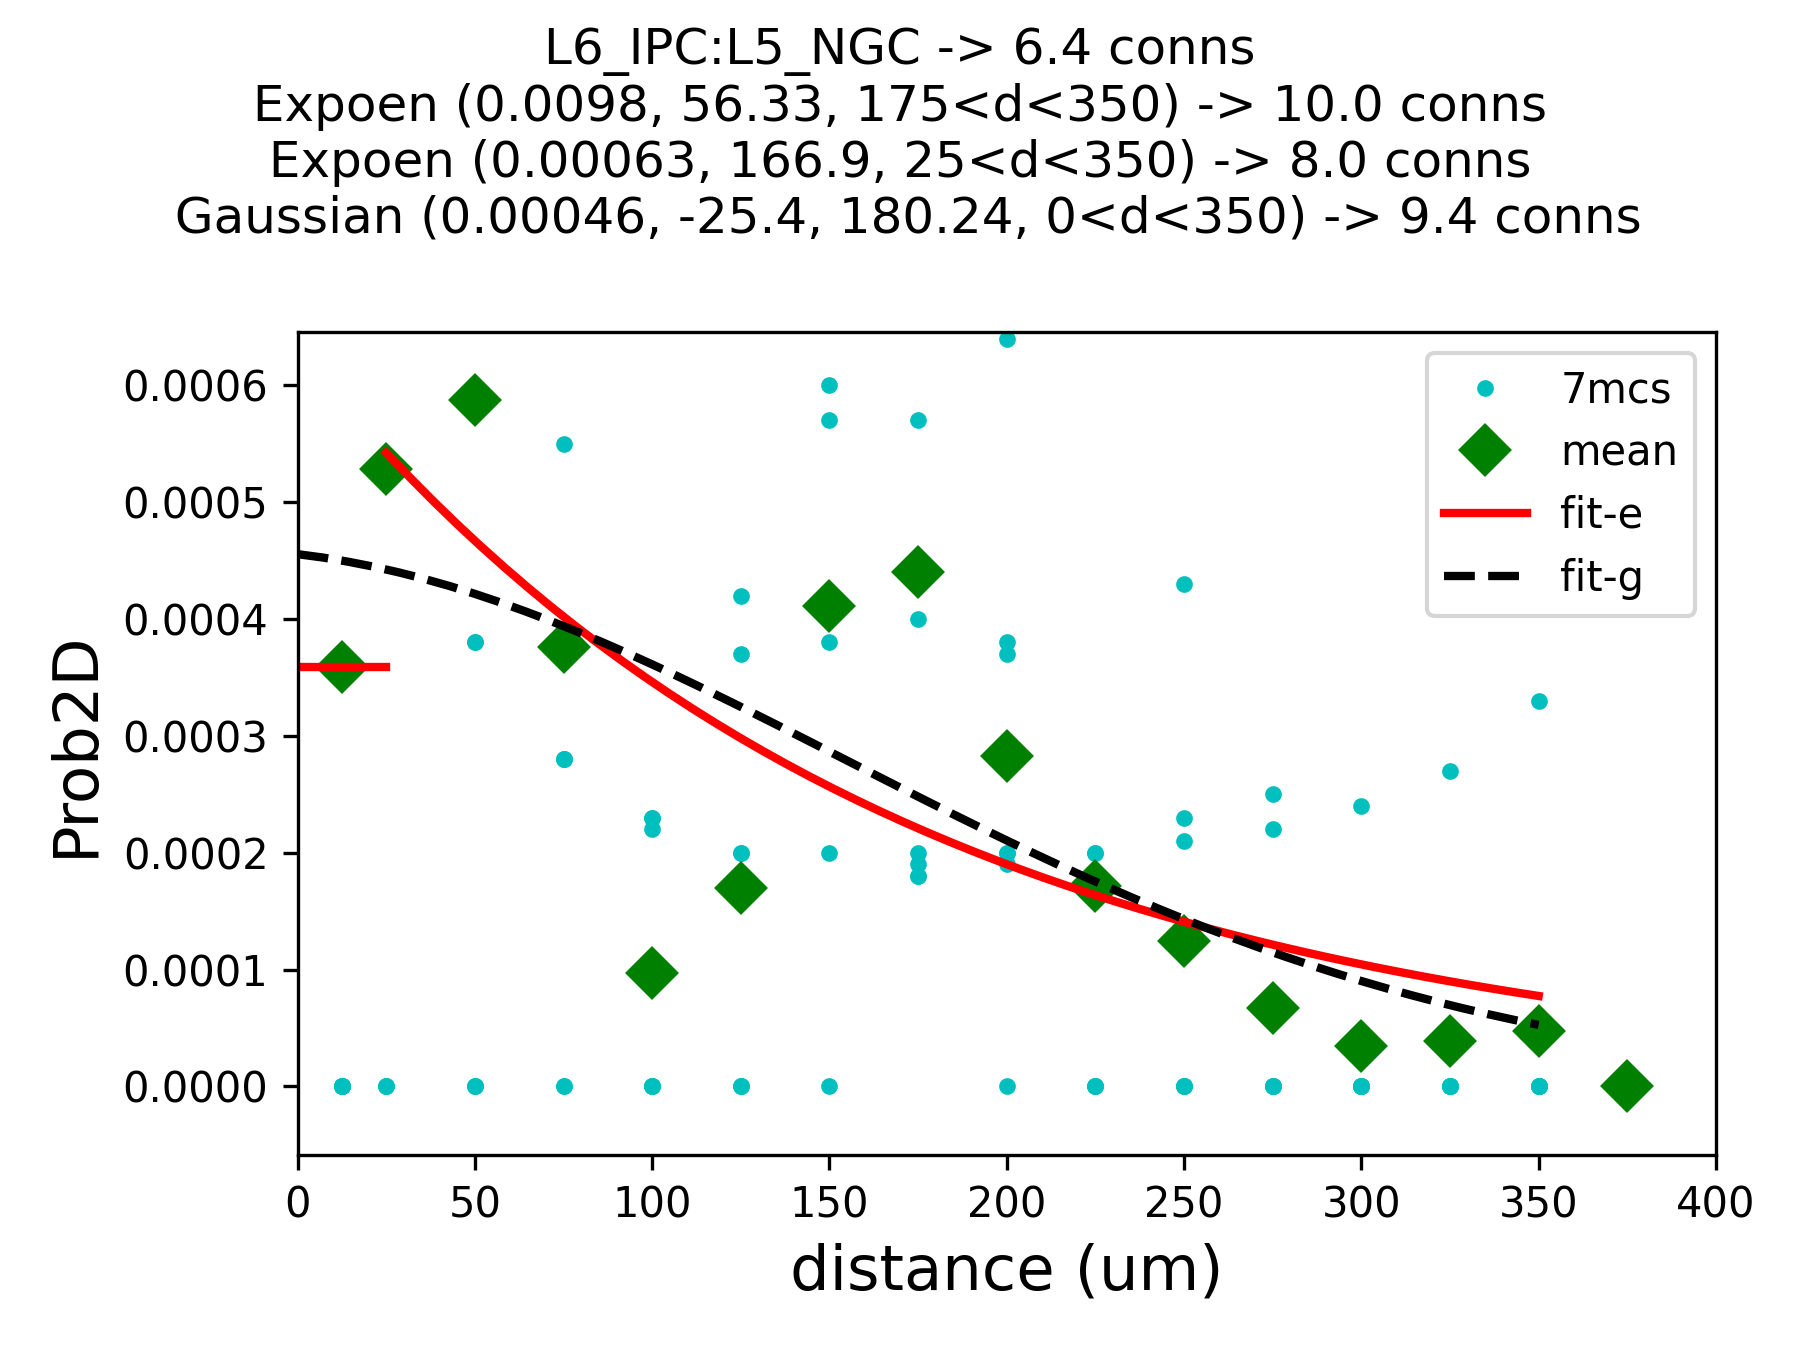 L6_IPC:L5_NGC -> 6.4 conns
Expoen (0.0098, 56.33, 175<d<350) -> 10.0 conns
Expoen (0.00063, 166.9, 25<d<350) -> 8.0 conns
Gaussian (0.00046, -25.4, 180.24, 0<d<350) -> 9.4 conns
7mcs
mean
fit-e
fit-g
Prob2D
0.0006
0.0005
0.0004
0.0003
0.0002
0.0001
0.0000
0 50 100 150 200 250 300 350 400
distance (um)